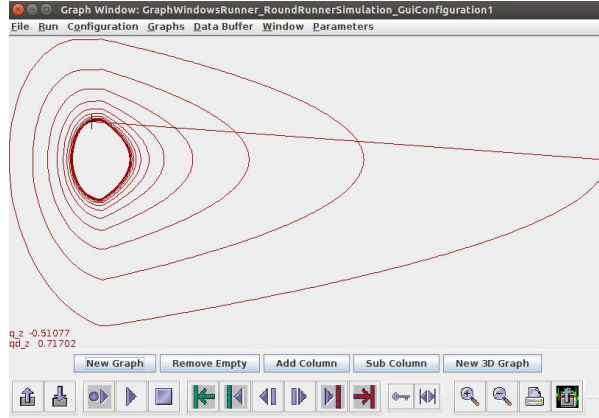 Graph Window: GraphWindowsRunner_RoundRunnerSimulation_GuiConfiguration1
File Run Configuration Graphs Data Buffer Window Parameters
q_z -0.51077
qd_z 0.71702
New Graph Remove Empty Add Column Sub Column New 3D Graph